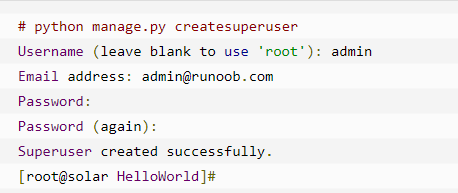 # python manage.py createsuperuser
Username (leave blank to use 'root'): admin
Email address: admin@runoob.com
Password:
Password (again):
Superuser created successfully.
[root@solar HelloWorld]#